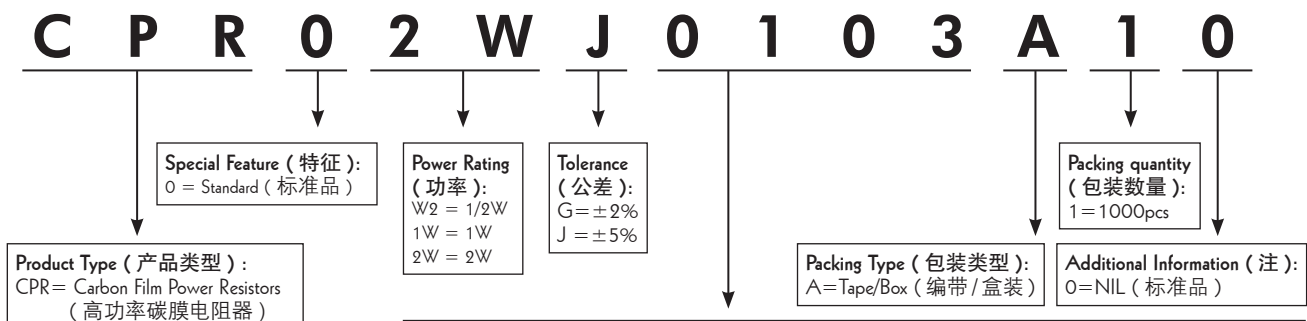 C P R 0 2 W J 0 1 0 3 A 1 0
Special Feature ( 特征 ):
0 = Standard ( 标准品 )
Power Rating
( 功率 ):
W2 = 1/2W
1W = 1W
2W = 2W
Tolerance
( 公差 ):
G=±2%
J =±5%
Packing quantity
( 包装数量 ):
1=1000pcs
Product Type ( 产品类型 ) :
CPR= Carbon Film Power Resistors
( 高功率碳膜电阻器 )
Packing Type ( 包装类型 ):
A=Tape/Box ( 编带 / 盒装 )
Additional Information ( 注 ):
0=NIL ( 标准品 )